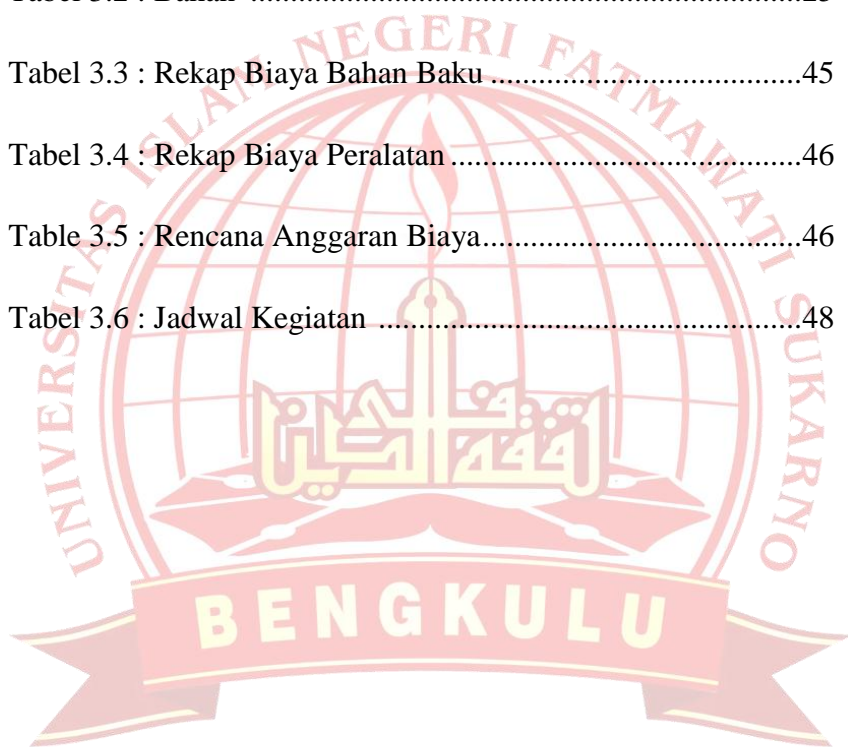 Tabel 3.3 : Rekap Biaya Bahan Baku .................................45
Tabel 3.4 : Rekap Biaya Peralatan .....................................46
Table 3.5 : Rencana Anggaran Biaya..................................46
Tabel 3.6 : Jadwal Kegiatan ..............................................48
UNIVERSITAS ISLAM NEGERI FATMAWATI SUKARNO
BENGKULU